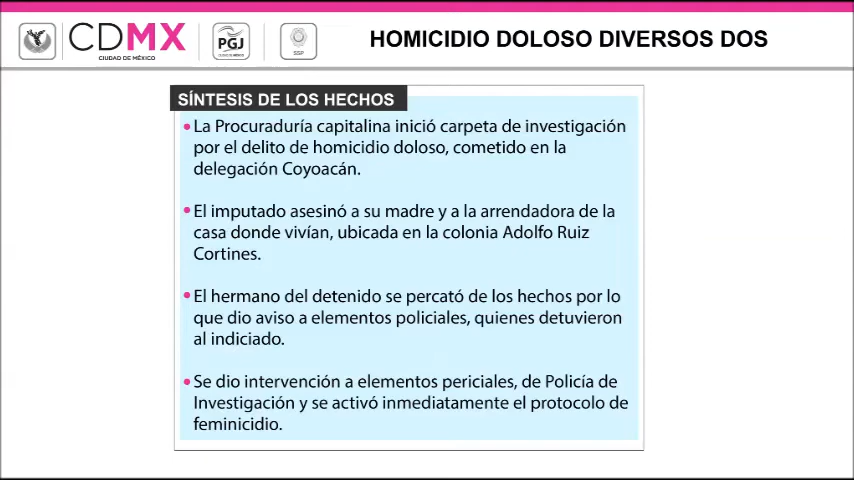 CDMX
CIUDAD DE MÉXICO
PGJ
SSP
HOMICIDIO DOLOSO DIVERSOS DOS
SÍNTESIS DE LOS HECHOS
• La Procuraduría capitalina inició carpeta de investigación
por el delito de homicidio doloso, cometido en la
delegación Coyoacán.
• El imputado asesinó a su madre y a la arrendadora de la
casa donde vivían, ubicada en la colonia Adolfo Ruiz
Cortines.
• El hermano del detenido se percató de los hechos por lo
que dio aviso a elementos policiales, quienes detuvieron
al indiciado.
• Se dio intervención a elementos periciales, de Policía de
Investigación y se activó inmediatamente el protocolo de
feminicidio.